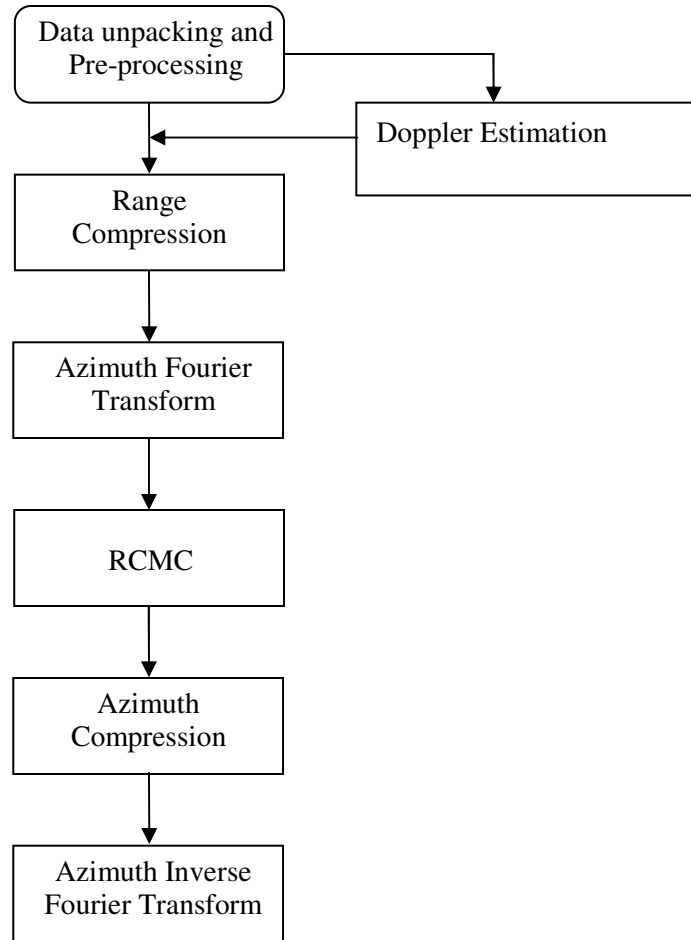 Data unpacking and
Pre-processing
Doppler Estimation
Range
Compression
Azimuth Fourier
Transform
RCMC
Azimuth
Compression
Azimuth Inverse
Fourier Transform